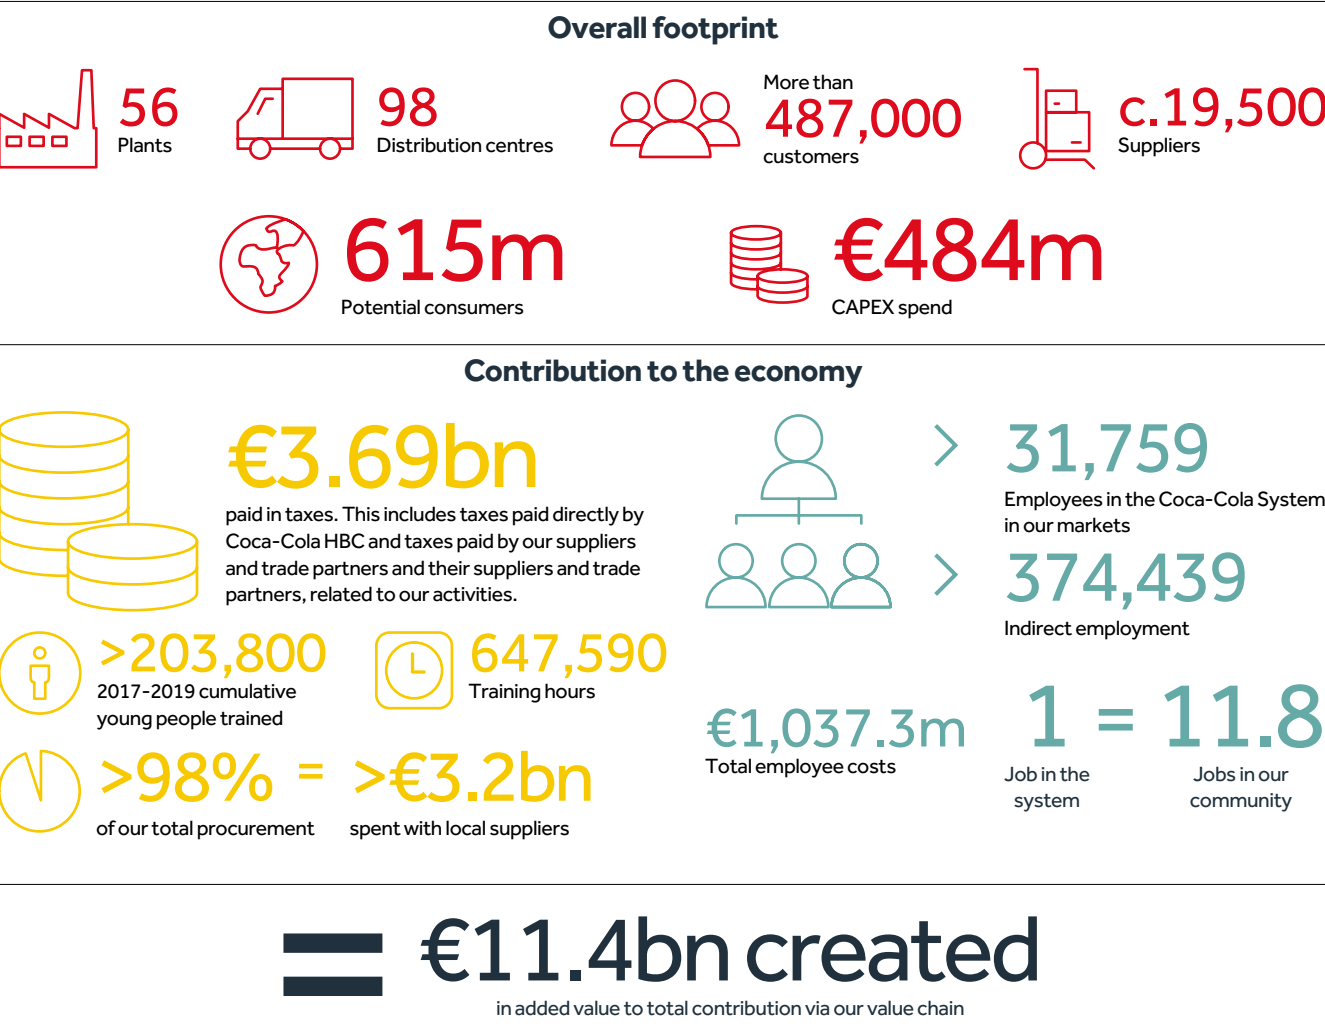 Overall footprint
56
Plants
98
Distribution centres
More than
487,000
customers
c.19,500
Suppliers
615m
Potential consumers
€484m
CAPEX spend
Contribution to the economy
€3.69bn
paid in taxes. This includes taxes paid directly by
Coca-Cola HBC and taxes paid by our suppliers
and trade partners and their suppliers and trade
partners, related to our activities.
>203,800
2017-2019 cumulative
young people trained
647,590
Training hours
>98% = >€3.2bn
of our total procurement
spent with local suppliers
> 31,759
Employees in the Coca-Cola System
in our markets
> 374,439
Indirect employment
€1,037.3m
Total employee costs
1 = 11.8
Job in the
system
Jobs in our
community
= €11.4bn created
in added value to total contribution via our value chain